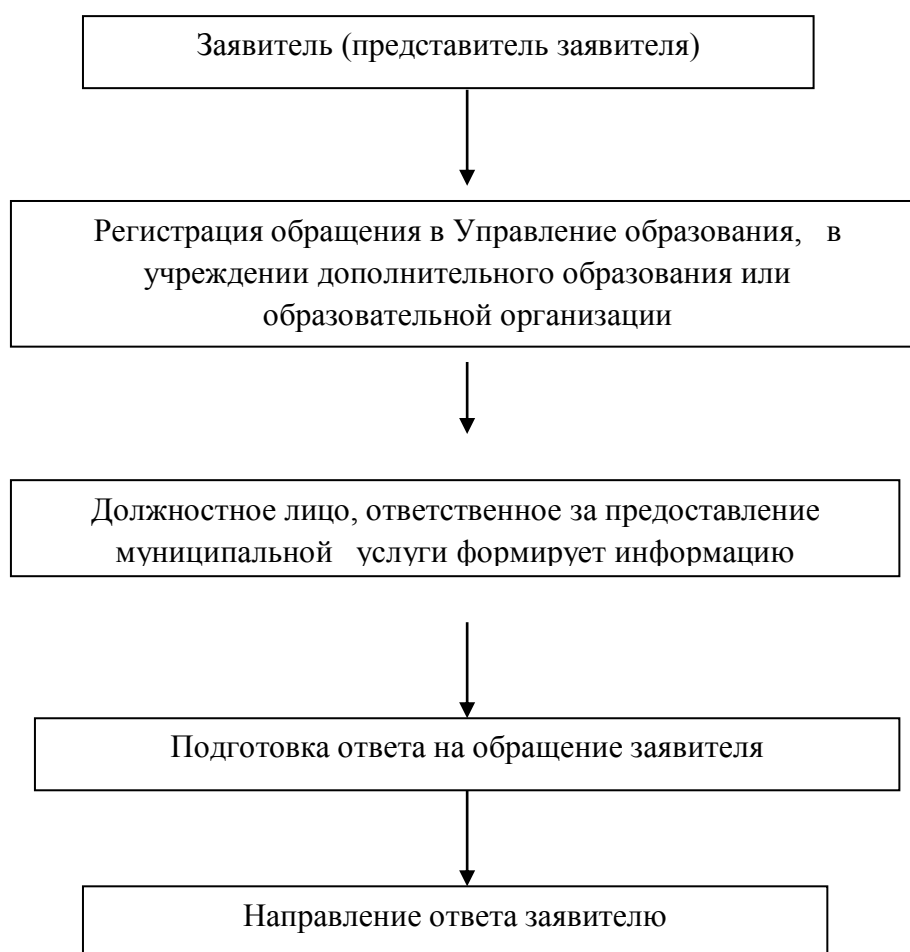 Заявитель (представитель заявителя)
Регистрация обращения в Управление образования, в
учреждении дополнительного образования или
образовательной организации
Должностное лицо, ответственное за предоставление
муниципальной услуги формирует информацию
Подготовка ответа на обращение заявителя
Направление ответа заявителю